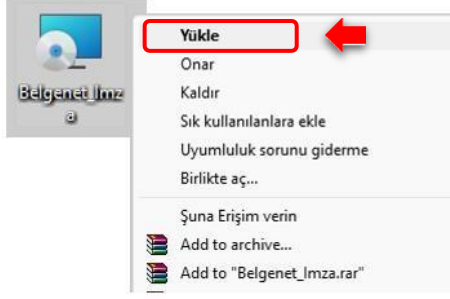 Belgenet_Imz
a
Yükle
Onar
Kaldır
Sık kullanılanlara ekle
Uyumluluk sorunu giderme
Birlikte aç...
Şuna Erişim verin
Add to archive...
Add to "Belgenet_Imza.rar"